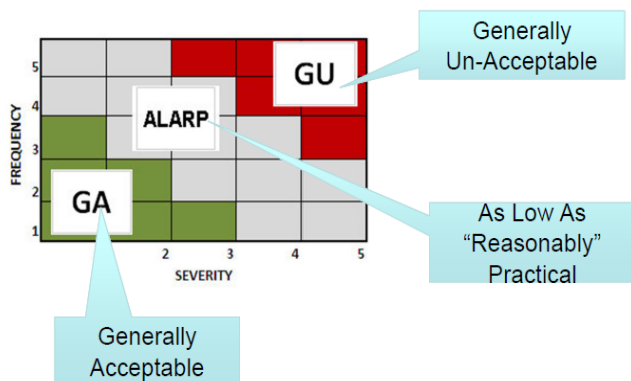 Generally
Un-Acceptable
5
GU
4
ALARP
FREQUENCY
3
2
GA
1
2
3
4
5
SEVERITY
As Low As
“Reasonably”
Practical
Generally
Acceptable